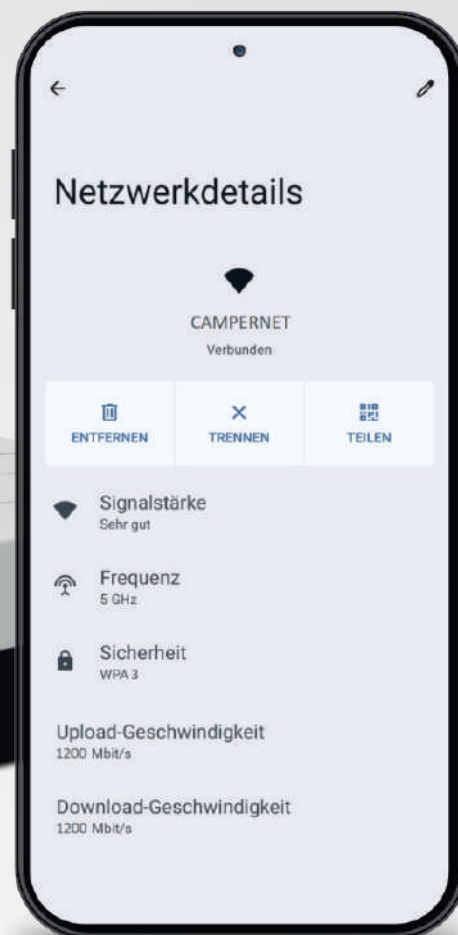 Netzwerkdetails
CAMPERNET
Verbunden
ENTFERNEN
TRENNEN
TEILEN
Signalstärke
Sehr gut
Frequenz
5 GHz
Sicherheit
WPA 3
Upload-Geschwindigkeit
1200 Mbit/s
Download-Geschwindigkeit
1200 Mbit/s